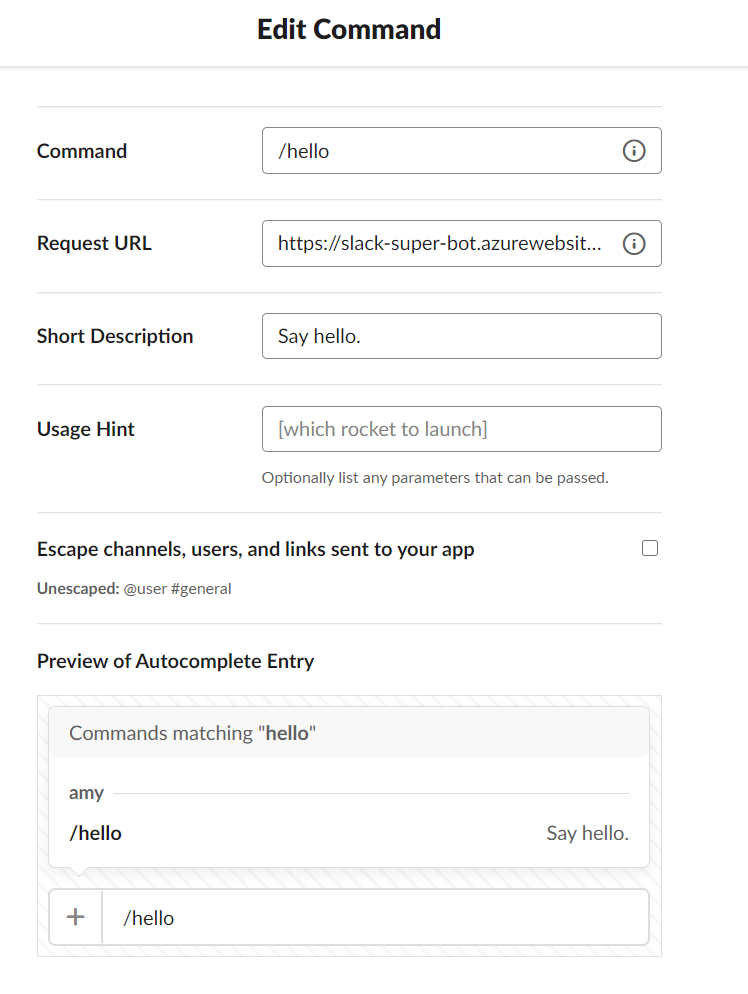 Edit Command
Command
/hello
Request URL
https://slack-super-bot.azurewebsit...
Short Description
Say hello.
Usage Hint
[which rocket to launch]
Optionally list any parameters that can be passed.
Escape channels, users, and links sent to your app
Unescaped: @user #general
Preview of Autocomplete Entry
Commands matching "hello"
amy
/hello
Say hello.
/hello